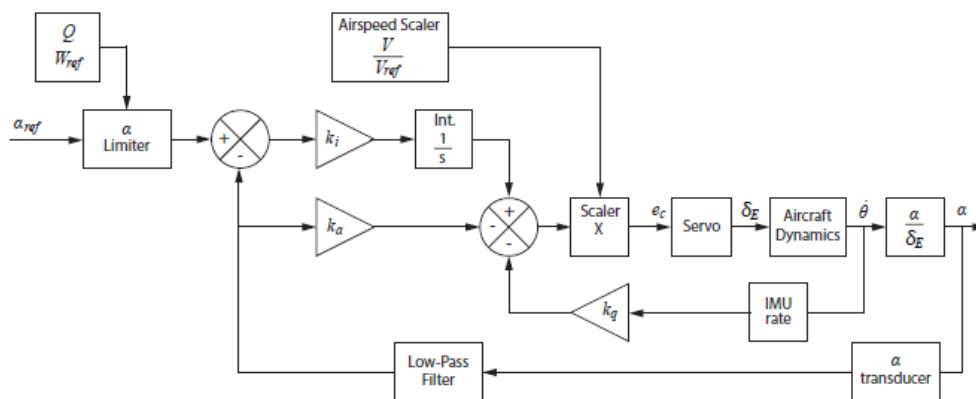 Q
W_ref
Airspeed Scaler
V
V_ref
α_ref
α
Limiter
+
-
k_i
Int.
1
s
k_a
+
-
-
Scaler
X
e_c
Servo
δ_E
Aircraft
Dynamics
θ̇
α
δ_E
α
k_q
IMU
rate
Low-Pass
Filter
α
transducer